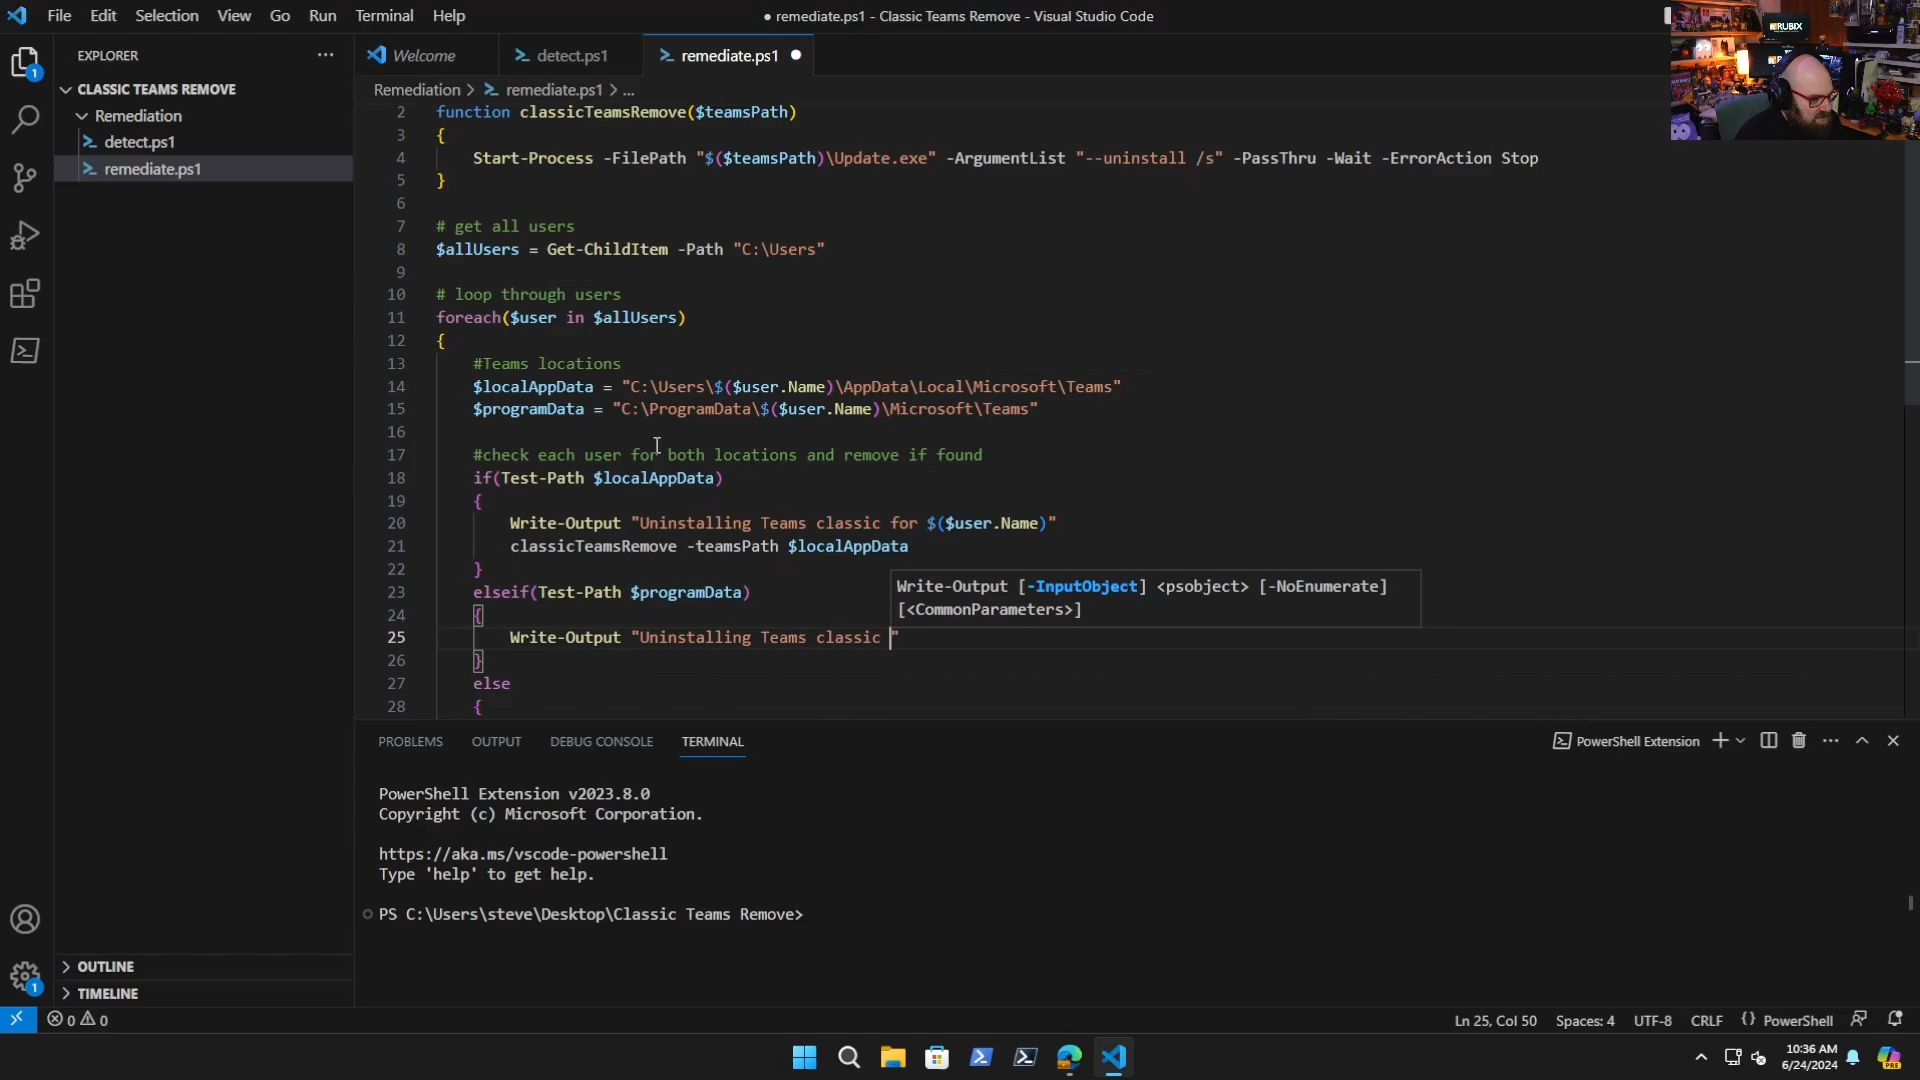 File Edit Selection View Go Run Terminal Help
● remediate.ps1 - Classic Teams Remove - Visual Studio Code
RUBIX
EXPLORER
Welcome
detect.ps1
remediate.ps1
CLASSIC TEAMS REMOVE
Remediation
detect.ps1
remediate.ps1
Remediation > remediate.ps1 > ...
2 function classicTeamsRemove($teamsPath)
3 {
4 Start-Process -FilePath "$($teamsPath)\Update.exe" -ArgumentList "--uninstall /s" -PassThru -Wait -ErrorAction Stop
5 }
6
7 # get all users
8 $allUsers = Get-ChildItem -Path "C:\Users"
9
10 # loop through users
11 foreach($user in $allUsers)
12 {
13 #Teams locations
14 $localAppData = "C:\Users\$($user.Name)\AppData\Local\Microsoft\Teams"
15 $programData = "C:\ProgramData\$($user.Name)\Microsoft\Teams"
16
17 #check each user for both locations and remove if found
18 if(Test-Path $localAppData)
19 {
20 Write-Output "Uninstalling Teams classic for $($user.Name)"
21 classicTeamsRemove -teamsPath $localAppData
22 }
23 elseif(Test-Path $programData)
24 {
25 Write-Output "Uninstalling Teams classic "
26 }
27 else
28 {
Write-Output [-InputObject] <psobject> [-NoEnumerate]
[<CommonParameters>]
PROBLEMS OUTPUT DEBUG CONSOLE TERMINAL
PowerShell Extension
PowerShell Extension v2023.8.0
Copyright (c) Microsoft Corporation.
https://aka.ms/vscode-powershell
Type 'help' to get help.
PS C:\Users\steve\Desktop\Classic Teams Remove>
OUTLINE
TIMELINE
1
1
0 0
Ln 25, Col 50 Spaces: 4 UTF-8 CRLF {} PowerShell
10:36 AM
6/24/2024
PRE